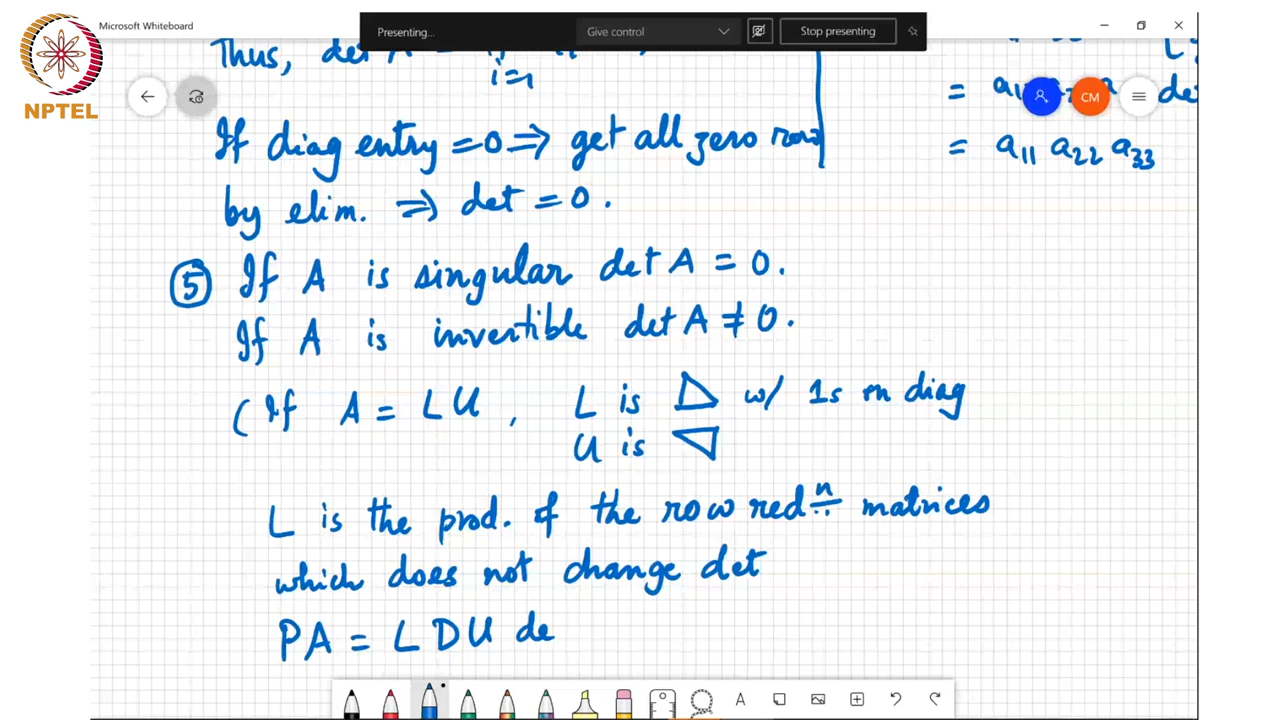 Microsoft Whiteboard
Presenting...
Give control
Stop presenting
NPTEL
CM
Thus, det A =
i=1
= a11 a22 a33
If diag entry = 0 ⇒ get all zero row
by elim. ⇒ det = 0.
⑤ If A is singular det A = 0.
If A is invertible det A ≠ 0.
(If A = LU, L is ◺ w/ 1s on diag
U is ◹
L is the prod. of the row redⁿ matrices
which does not change det
PA = LDU de
A